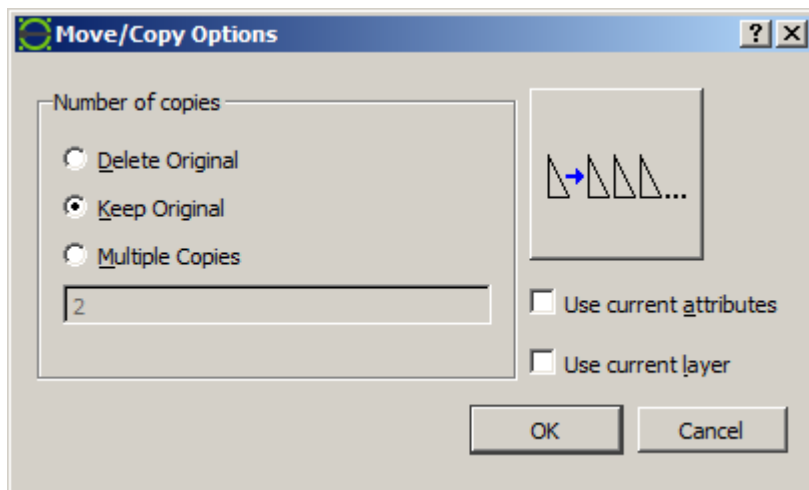 Move/Copy Options
Number of copies
Delete Original
Keep Original
Multiple Copies
2
...
Use current attributes
Use current layer
OK
Cancel